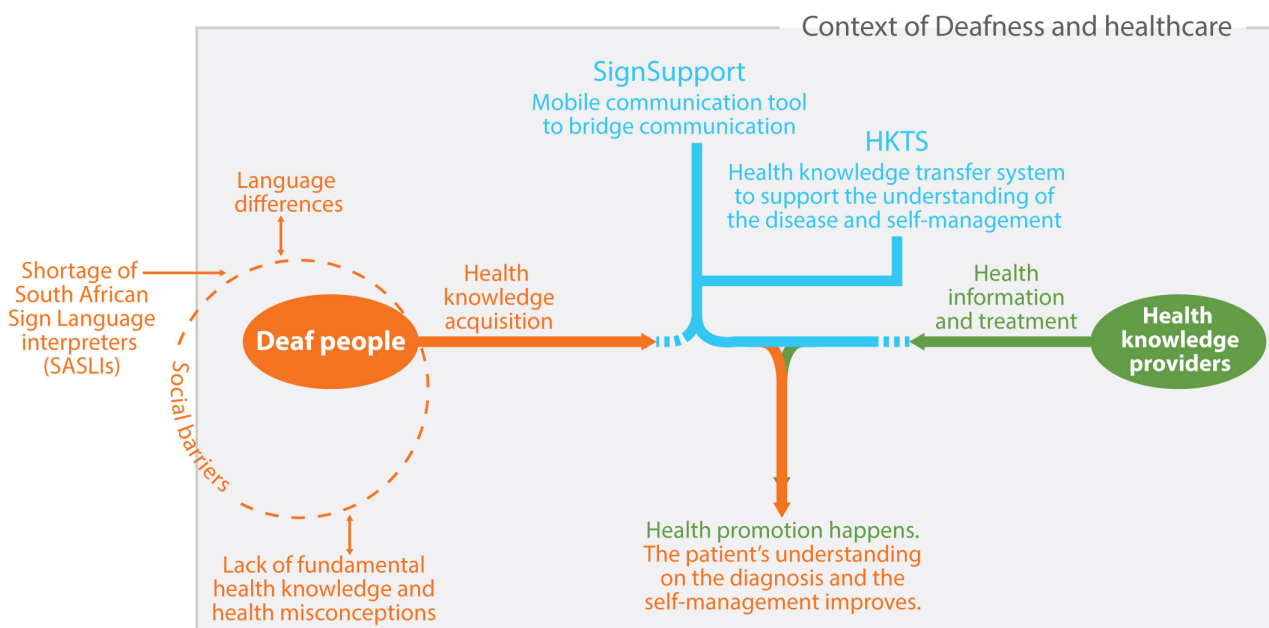 Context of Deafness and healthcare
SignSupport
Mobile communication tool
to bridge communication
HKTS
Health knowledge transfer system
to support the understanding of
the disease and self-management
Language
differences
Shortage of
South African
Sign Language
interpreters
(SASLIs)
Social barriers
Deaf people
Health
knowledge
acquisition
Health
information
and treatment
Health
knowledge
providers
Lack of fundamental
health knowledge and
health misconceptions
Health promotion happens.
The patient's understanding
on the diagnosis and the
self-management improves.